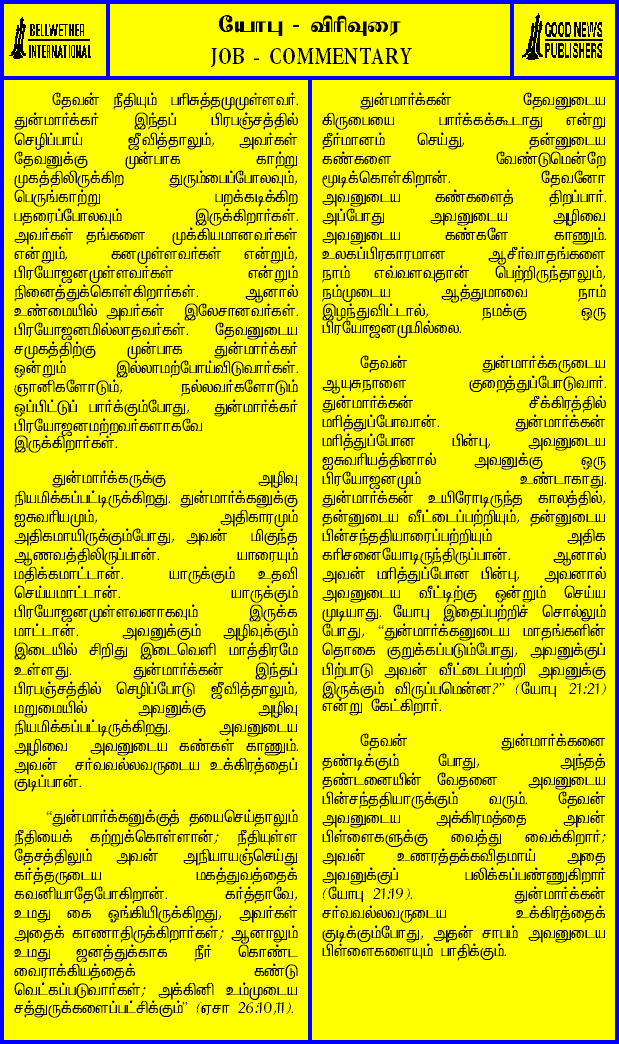 BELLWETHER
INTERNATIONAL
யோபு - விரிவுரை
JOB - COMMENTARY
GOOD NEWS
PUBLISHERS
தேவன் நீதியும் பரிசுத்தமுமுள்ளவர்.
துன்மார்க்கர் இந்தப் பிரபஞ்சத்தில்
செழிப்பாய் ஜீவித்தாலும், அவர்கள்
தேவனுக்கு முன்பாக காற்று
முகத்திலிருக்கிற துரும்பைப்போலவும்,
பெருங்காற்று பறக்கடிக்கிற
பதரைப்போலவும் இருக்கிறார்கள்.
அவர்கள் தங்களை முக்கியமானவர்கள்
என்றும், கனமுள்ளவர்கள் என்றும்,
பிரயோஜனமுள்ளவர்கள் என்றும்
நினைத்துக்கொள்கிறார்கள். ஆனால்
உண்மையில் அவர்கள் இலேசானவர்கள்.
பிரயோஜனமில்லாதவர்கள். தேவனுடைய
சமுகத்திற்கு முன்பாக துன்மார்க்கர்
ஒன்றும் இல்லாமற்போய்விடுவார்கள்.
ஞானிகளோடும், நல்லவர்களோடும்
ஒப்பிட்டுப் பார்க்கும்போது, துன்மார்க்கர்
பிரயோஜனமற்றவர்களாகவே
இருக்கிறார்கள்.
துன்மார்க்கருக்கு அழிவு
நியமிக்கப்பட்டிருக்கிறது. துன்மார்க்கனுக்கு
ஐசுவரியமும், அதிகாரமும்
அதிகமாயிருக்கும்போது, அவன் மிகுந்த
ஆணவத்திலிருப்பான். யாரையும்
மதிக்கமாட்டான். யாருக்கும் உதவி
செய்யமாட்டான். யாருக்கும்
பிரயோஜனமுள்ளவனாகவும் இருக்க
மாட்டான். அவனுக்கும் அழிவுக்கும்
இடையில் சிறிது இடைவெளி மாத்திரமே
உள்ளது. துன்மார்க்கன் இந்தப்
பிரபஞ்சத்தில் செழிப்போடு ஜீவித்தாலும்,
மறுமையில் அவனுக்கு அழிவு
நியமிக்கப்பட்டிருக்கிறது. அவனுடைய
அழிவை அவனுடைய கண்கள் காணும்.
அவன் சர்வவல்லவருடைய உக்கிரத்தைப்
குடிப்பான்.
“துன்மார்க்கனுக்குத் தயைசெய்தாலும்
நீதியைக் கற்றுக்கொள்ளான்; நீதியுள்ள
தேசத்திலும் அவன் அநியாயஞ்செய்து
கர்த்தருடைய மகத்துவத்தைக்
கவனியாதேபோகிறான். கர்த்தாவே,
உமது கை ஓங்கியிருக்கிறது, அவர்கள்
அதைக் காணாதிருக்கிறார்கள்; ஆனாலும்
உமது ஜனத்துக்காக நீர் கொண்ட
வைராக்கியத்தைக் கண்டு
வெட்கப்படுவார்கள்; அக்கினி உம்முடைய
சத்துருக்களைப்பட்சிக்கும்” (ஏசா 26:10,11).
துன்மார்க்கன் தேவனுடைய
கிருபையை பார்க்கக்கூடாது என்று
தீர்மானம் செய்து, தன்னுடைய
கண்களை வேண்டுமென்றே
மூடிக்கொள்கிறான். தேவனோ
அவனுடைய கண்களைத் திறப்பார்.
அப்போது அவனுடைய அழிவை
அவனுடைய கண்களே காணும்.
உலகப்பிரகாரமான ஆசீர்வாதங்களை
நாம் எவ்வளவுதான் பெற்றிருந்தாலும்,
நம்முடைய ஆத்துமாவை நாம்
இழந்துவிட்டால், நமக்கு ஒரு
பிரயோஜனமுமில்லை.
தேவன் துன்மார்க்கருடைய
ஆயுசுநாளை குறைத்துப்போடுவார்.
துன்மார்க்கன் சீக்கிரத்தில்
மரித்துப்போவான். துன்மார்க்கன்
மரித்துப்போன பின்பு, அவனுடைய
ஐசுவரியத்தினால் அவனுக்கு ஒரு
பிரயோஜனமும் உண்டாகாது.
துன்மார்க்கன் உயிரோடிருந்த காலத்தில்,
தன்னுடைய வீட்டைப்பற்றியும், தன்னுடைய
பின்சந்ததியாரைப்பற்றியும் அதிக
கரிசனையோடிருந்திருப்பான். ஆனால்
அவன் மரித்துப்போன பின்பு, அவனால்
அவனுடைய வீட்டிற்கு ஒன்றும் செய்ய
முடியாது. யோபு இதைப்பற்றிச் சொல்லும்
போது, “துன்மார்க்கனுடைய மாதங்களின்
தொகை குறுக்கப்படும்போது, அவனுக்குப்
பிற்பாடு அவன் வீட்டைப்பற்றி அவனுக்கு
இருக்கும் விருப்பமென்ன?” (யோபு 21:21)
என்று கேட்கிறார்.
தேவன் துன்மார்க்கனை
தண்டிக்கும் போது, அந்தத்
தண்டனையின் வேதனை அவனுடைய
பின்சந்ததியாருக்கும் வரும். தேவன்
அவனுடைய அக்கிரமத்தை அவன்
பிள்ளைகளுக்கு வைத்து வைக்கிறார்;
அவன் உணரத்தக்கவிதமாய் அதை
அவனுக்குப் பலிக்கப்பண்ணுகிறார்
(யோபு 21:19). துன்மார்க்கன்
சர்வவல்லவருடைய உக்கிரத்தைக்
குடிக்கும்போது, அதன் சாபம் அவனுடைய
பிள்ளைகளையும் பாதிக்கும்.